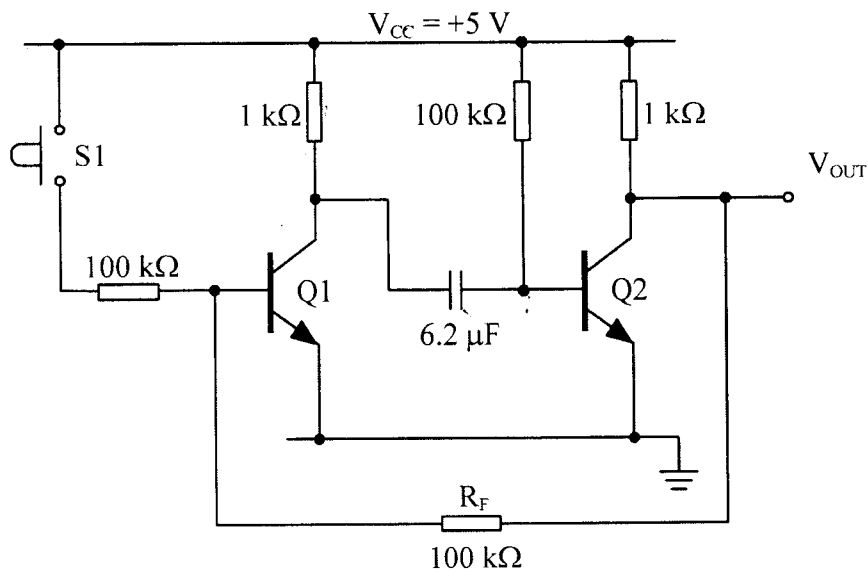 V_CC = +5 V
1 kΩ
100 kΩ
1 kΩ
S1
V_OUT
100 kΩ
Q1
Q2
6.2 µF
R_F
100 kΩ